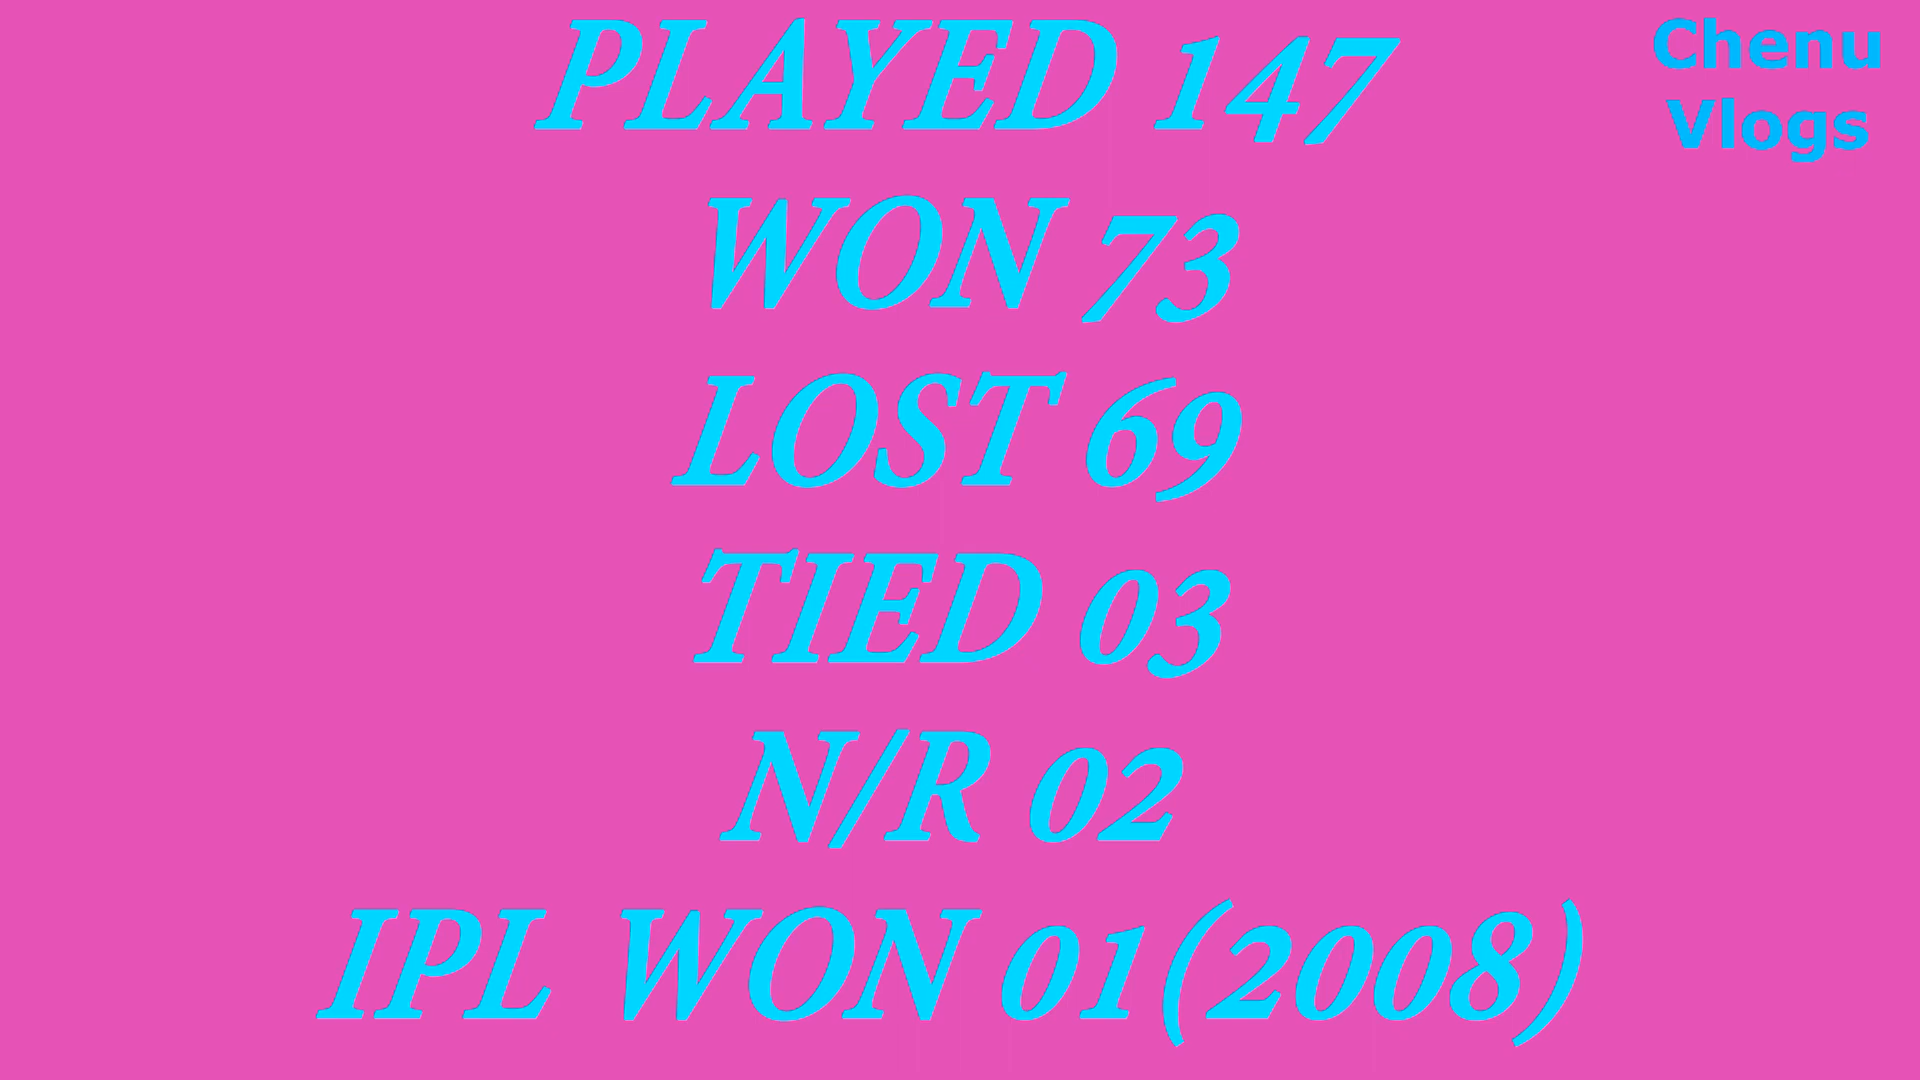 PLAYED 147
Chenu
Vlogs
WON 73
LOST 69
TIED 03
N/R 02
IPL WON 01(2008)